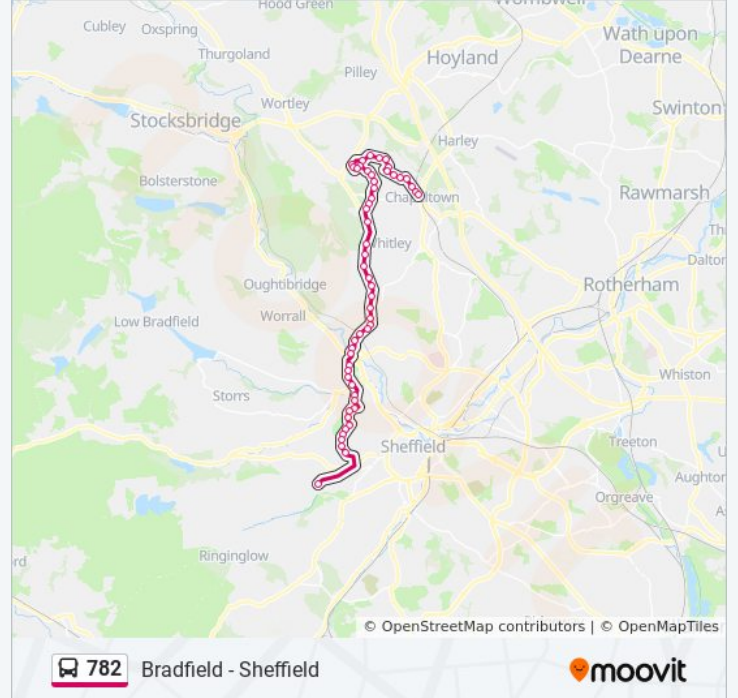 Hood Green
Wombwell
Cubley
Oxspring
Wath upon
Dearne
Thurgoland
Hoyland
Pilley
Wortley
Swinton
Stocksbridge
Harley
Bolsterstone
Rawmarsh
Chapeltown
Whitley
Dalton
Oughtibridge
Rotherham
Low Bradfield
Worrall
Whiston
Storrs
Sheffield
Treeton
Aughton
Orgreave
Ringinglow
© OpenStreetMap contributors | © OpenMapTiles
782 Bradfield - Sheffield
moovit